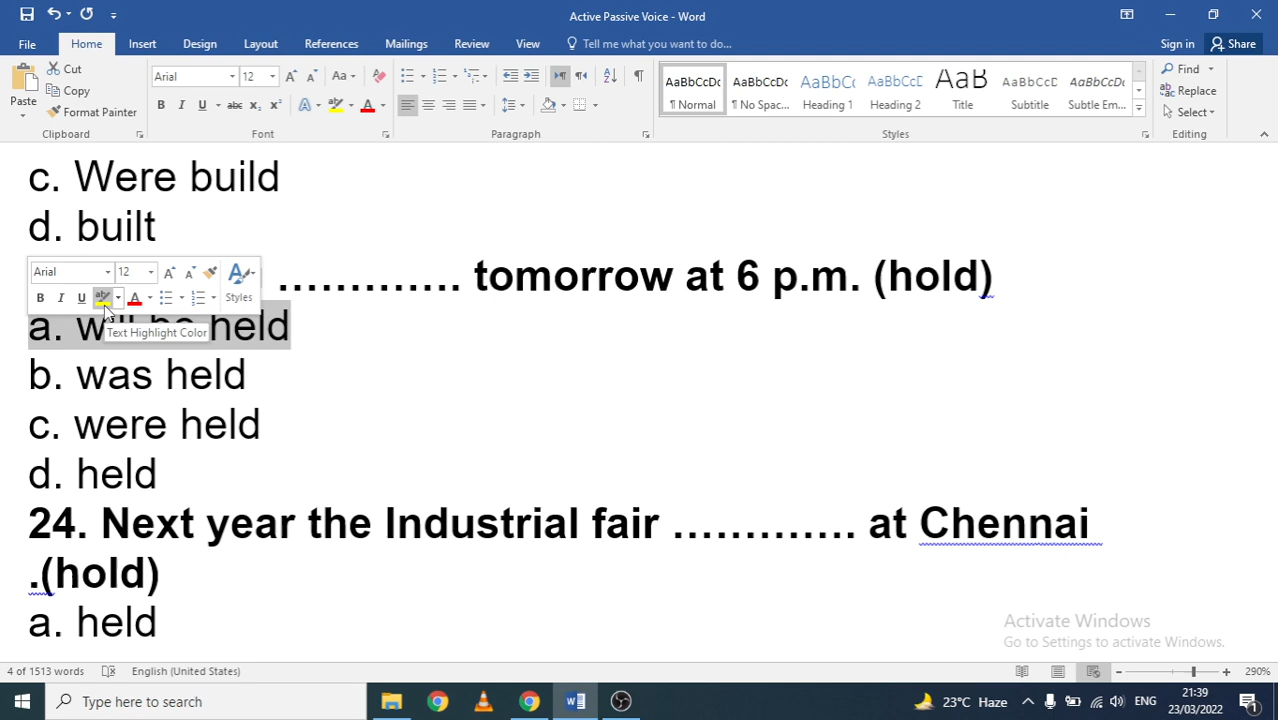 Active Passive Voice - Word
File Home Insert Design Layout References Mailings Review View Tell me what you want to do... Sign in Share
Paste Cut Copy Format Painter
Clipboard
Arial 12
Font
Paragraph
AaBbCcDc AaBbCcDc AaBbCc AaBbCcD AaB AaBbCcD AaBbCcDc
¶ Normal ¶ No Spac... Heading 1 Heading 2 Title Subtitle Subtle Em...
Styles
Find
Replace
Select
Editing
c. Were build
d. built
…………. tomorrow at 6 p.m. (hold)
Arial 12
Styles
Text Highlight Color
a. will be held
b. was held
c. were held
d. held
24. Next year the Industrial fair …………. at Chennai
.(hold)
a. held
Activate Windows
Go to Settings to activate Windows.
4 of 1513 words English (United States) 290%
Type here to search
23°C Haze ENG 21:39
23/03/2022
1